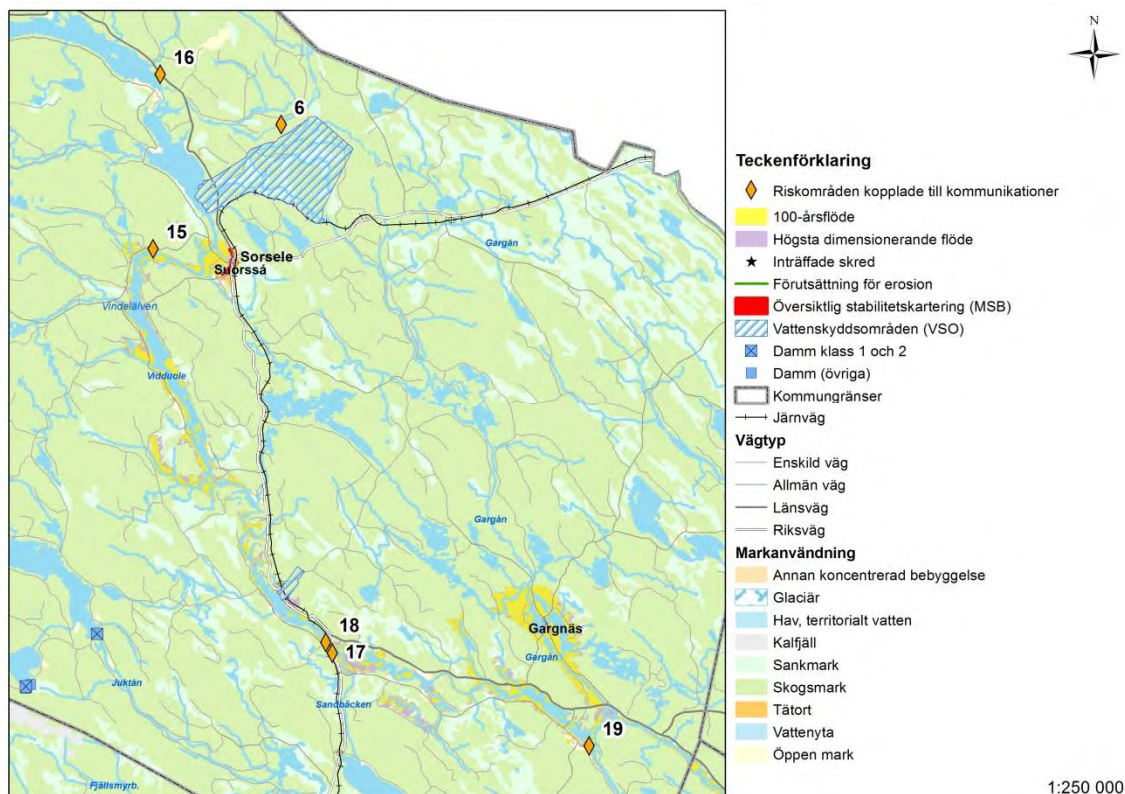 16
6
15
Sorsele
Suorssá
Gargån
Vindelälven
Vidduole
Gargån
Gargnäs
Gargån
18
17
Juktån
Sandbäcken
19
Fjällsmyrb.
N
Teckenförklaring
Riskområden kopplade till kommunikationer
100-årsflöde
Högsta dimensionerande flöde
Inträffade skred
Förutsättning för erosion
Översiktlig stabilitetskartering (MSB)
Vattenskyddsområden (VSO)
Damm klass 1 och 2
Damm (övriga)
Kommungränser
Järnväg
Vägtyp
Enskild väg
Allmän väg
Länsväg
Riksväg
Markanvändning
Annan koncentrerad bebyggelse
Glaciär
Hav, territorialt vatten
Kalfjäll
Sankmark
Skogsmark
Tätort
Vattenyta
Öppen mark
1:250 000